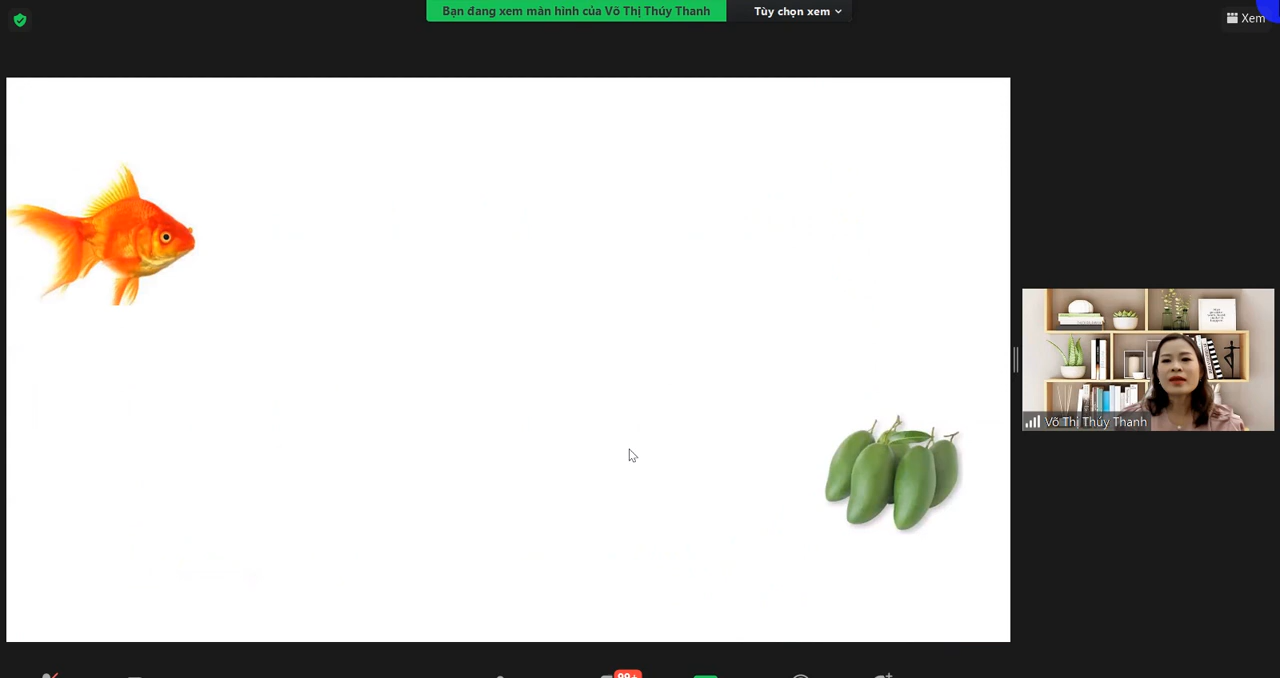 Bạn đang xem màn hình của Võ Thị Thúy Thanh
Tùy chọn xem
Xem
Võ Thị Thúy Thanh
99+